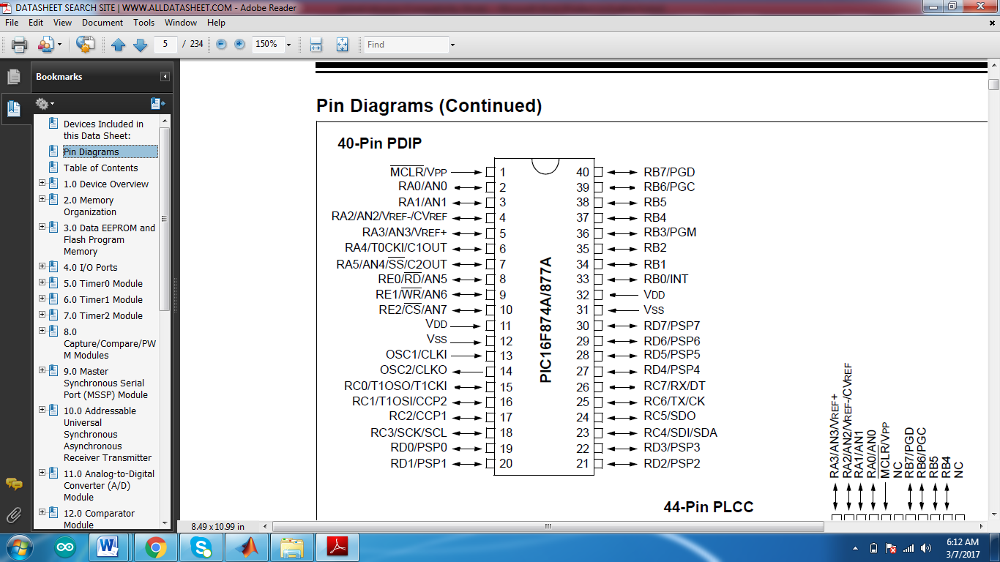 DATASHEET SEARCH SITE | WWW.ALLDATASHEET.COM - Adobe Reader
File Edit View Document Tools Window Help
5 / 234 150% Find
Bookmarks
Devices Included in
this Data Sheet:
Pin Diagrams
Table of Contents
1.0 Device Overview
2.0 Memory
Organization
3.0 Data EEPROM and
Flash Program
Memory
4.0 I/O Ports
5.0 Timer0 Module
6.0 Timer1 Module
7.0 Timer2 Module
8.0
Capture/Compare/PW
M Modules
9.0 Master
Synchronous Serial
Port (MSSP) Module
10.0 Addressable
Universal
Synchronous
Asynchronous
Receiver Transmitter
11.0 Analog-to-Digital
Converter (A/D)
Module
12.0 Comparator
Module
Pin Diagrams (Continued)
40-Pin PDIP
MCLR/VPP 1 40 RB7/PGD
RA0/AN0 2 39 RB6/PGC
RA1/AN1 3 38 RB5
RA2/AN2/VREF-/CVREF 4 37 RB4
RA3/AN3/VREF+ 5 36 RB3/PGM
RA4/T0CKI/C1OUT 6 35 RB2
RA5/AN4/SS/C2OUT 7 34 RB1
RE0/RD/AN5 8 33 RB0/INT
RE1/WR/AN6 9 32 VDD
RE2/CS/AN7 10 31 VSS
VDD 11 30 RD7/PSP7
VSS 12 29 RD6/PSP6
OSC1/CLKI 13 28 RD5/PSP5
OSC2/CLKO 14 27 RD4/PSP4
RC0/T1OSO/T1CKI 15 26 RC7/RX/DT
RC1/T1OSI/CCP2 16 25 RC6/TX/CK
RC2/CCP1 17 24 RC5/SDO
RC3/SCK/SCL 18 23 RC4/SDI/SDA
RD0/PSP0 19 22 RD3/PSP3
RD1/PSP1 20 21 RD2/PSP2
PIC16F874A/877A
RA3/AN3/VREF+
RA2/AN2/VREF-/CVREF
RA1/AN1
RA0/AN0
MCLR/VPP
NC
RB7/PGD
RB6/PGC
RB5
RB4
NC
44-Pin PLCC
8.49 x 10.99 in
6:12 AM
3/7/2017